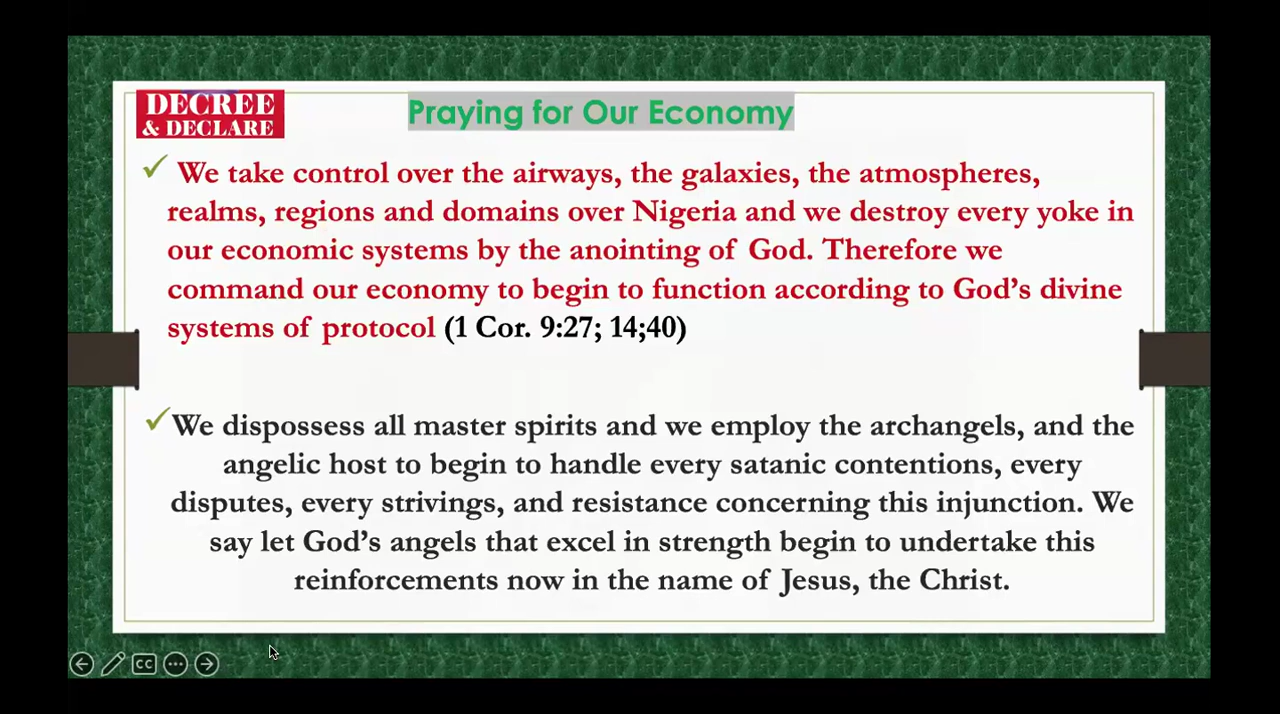 DECREE
& DECLARE
Praying for Our Economy
✓ We take control over the airways, the galaxies, the atmospheres,
realms, regions and domains over Nigeria and we destroy every yoke in
our economic systems by the anointing of God. Therefore we
command our economy to begin to function according to God's divine
systems of protocol (1 Cor. 9:27; 14;40)
✓We dispossess all master spirits and we employ the archangels, and the
angelic host to begin to handle every satanic contentions, every
disputes, every strivings, and resistance concerning this injunction. We
say let God's angels that excel in strength begin to undertake this
reinforcements now in the name of Jesus, the Christ.
CC